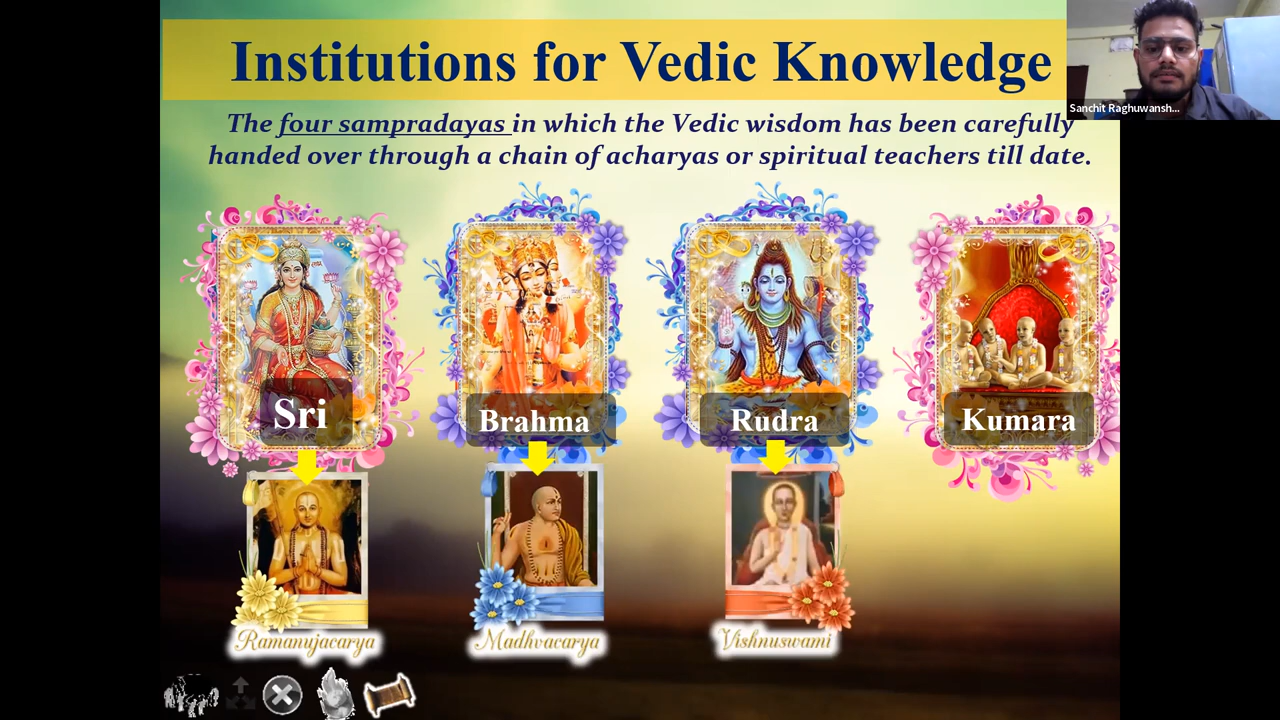 Institutions for Vedic Knowledge
Sanchit Raghuwansh...
The four sampradayas in which the Vedic wisdom has been carefully
handed over through a chain of acharyas or spiritual teachers till date.
Sri
Brahma
Rudra
Kumara
Ramanujacarya
Madhvacarya
Vishnuswami